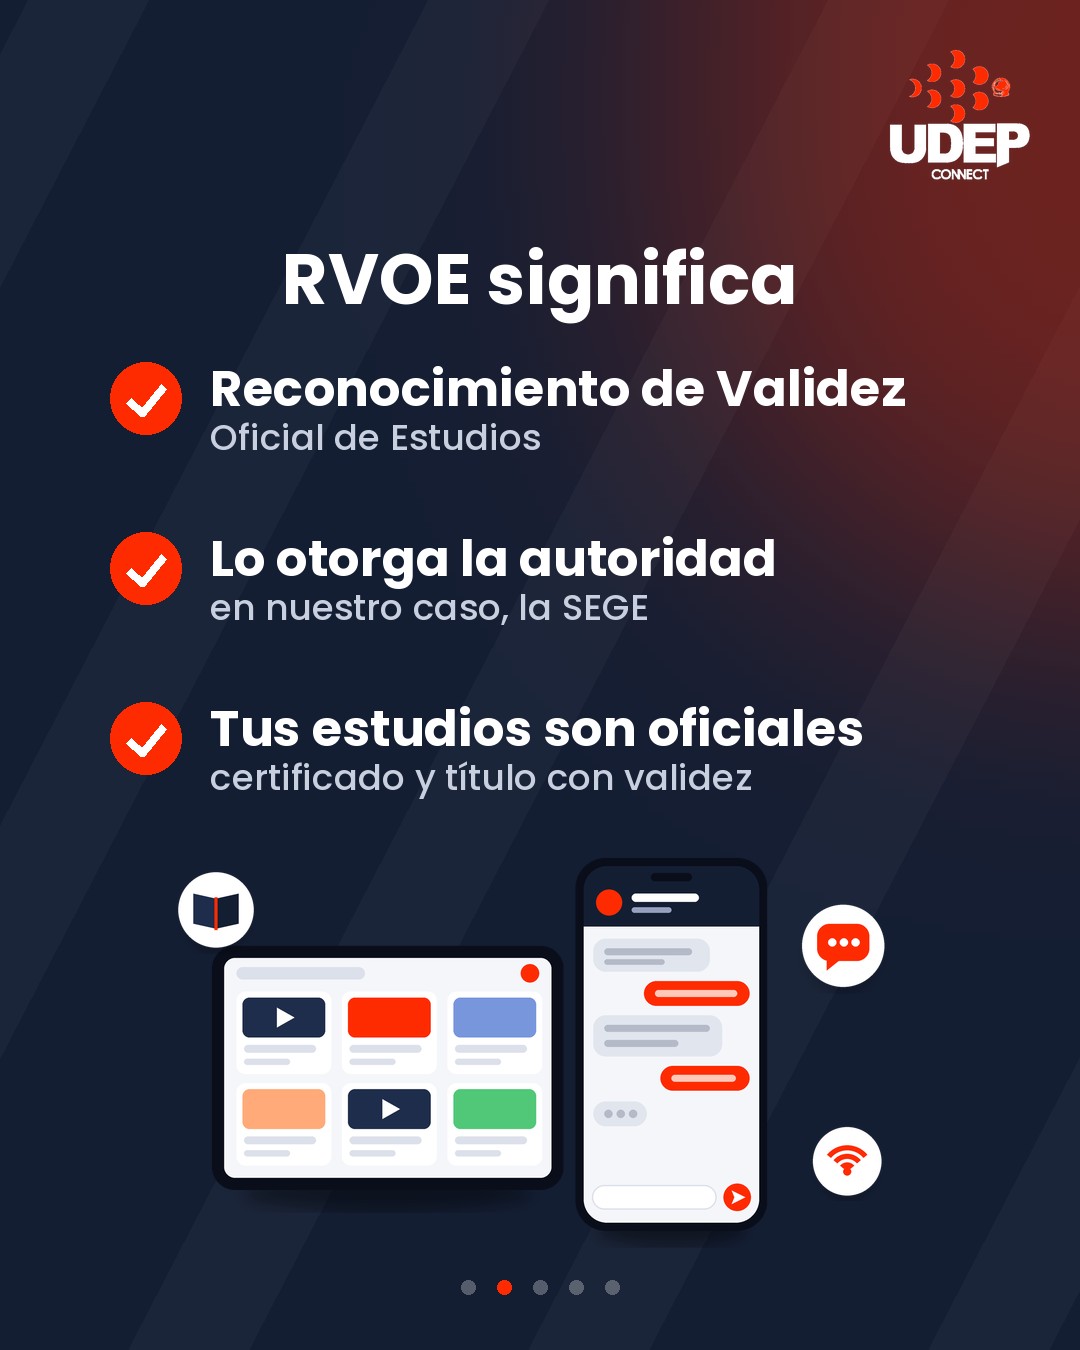 UDEP
CONNECT
RVOE significa
Reconocimiento de Validez
Oficial de Estudios
Lo otorga la autoridad
en nuestro caso, la SEGE
Tus estudios son oficiales
certificado y título con validez